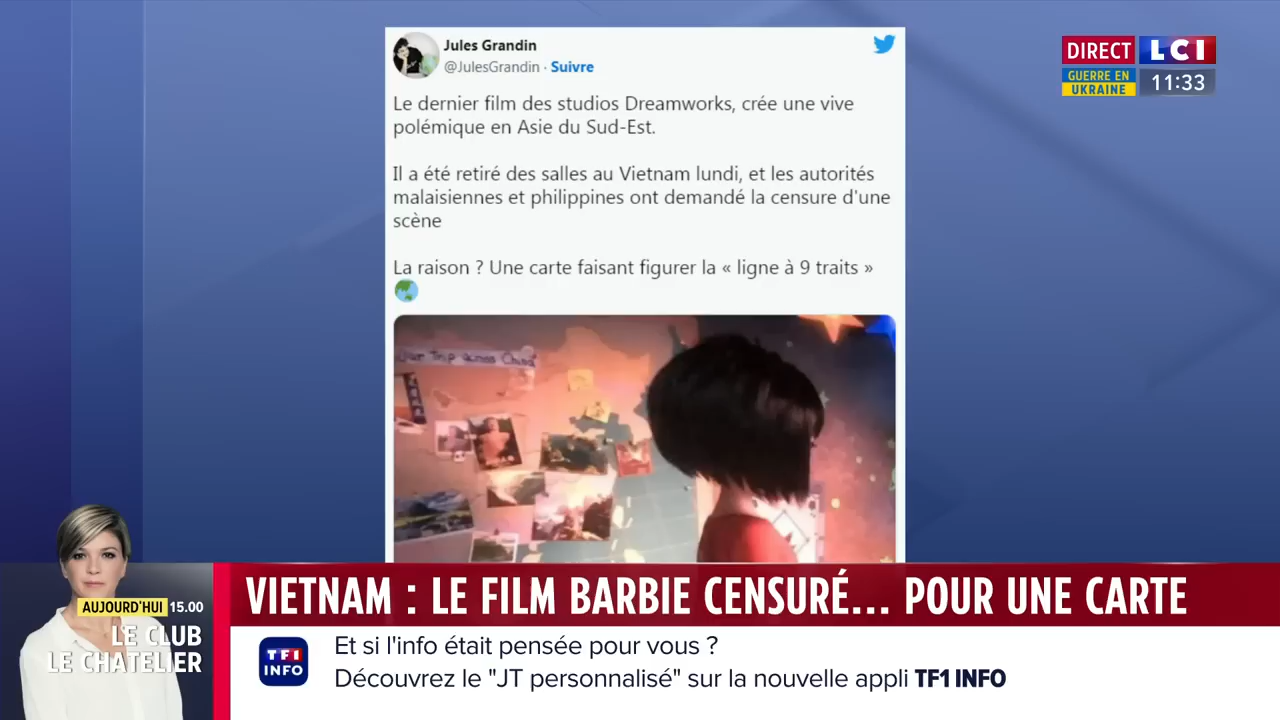 Jules Grandin
@JulesGrandin · Suivre
Le dernier film des studios Dreamworks, crée une vive
polémique en Asie du Sud-Est.
Il a été retiré des salles au Vietnam lundi, et les autorités
malaisiennes et philippines ont demandé la censure d'une
scène
La raison ? Une carte faisant figurer la « ligne à 9 traits »
Our Trip across China
DIRECT LCI
GUERRE EN
UKRAINE
11:33
AUJOURD'HUI 15.00
LE CLUB
LE CHATELIER
VIETNAM : LE FILM BARBIE CENSURÉ... POUR UNE CARTE
TF1
INFO
Et si l'info était pensée pour vous ?
Découvrez le "JT personnalisé" sur la nouvelle appli TF1 INFO